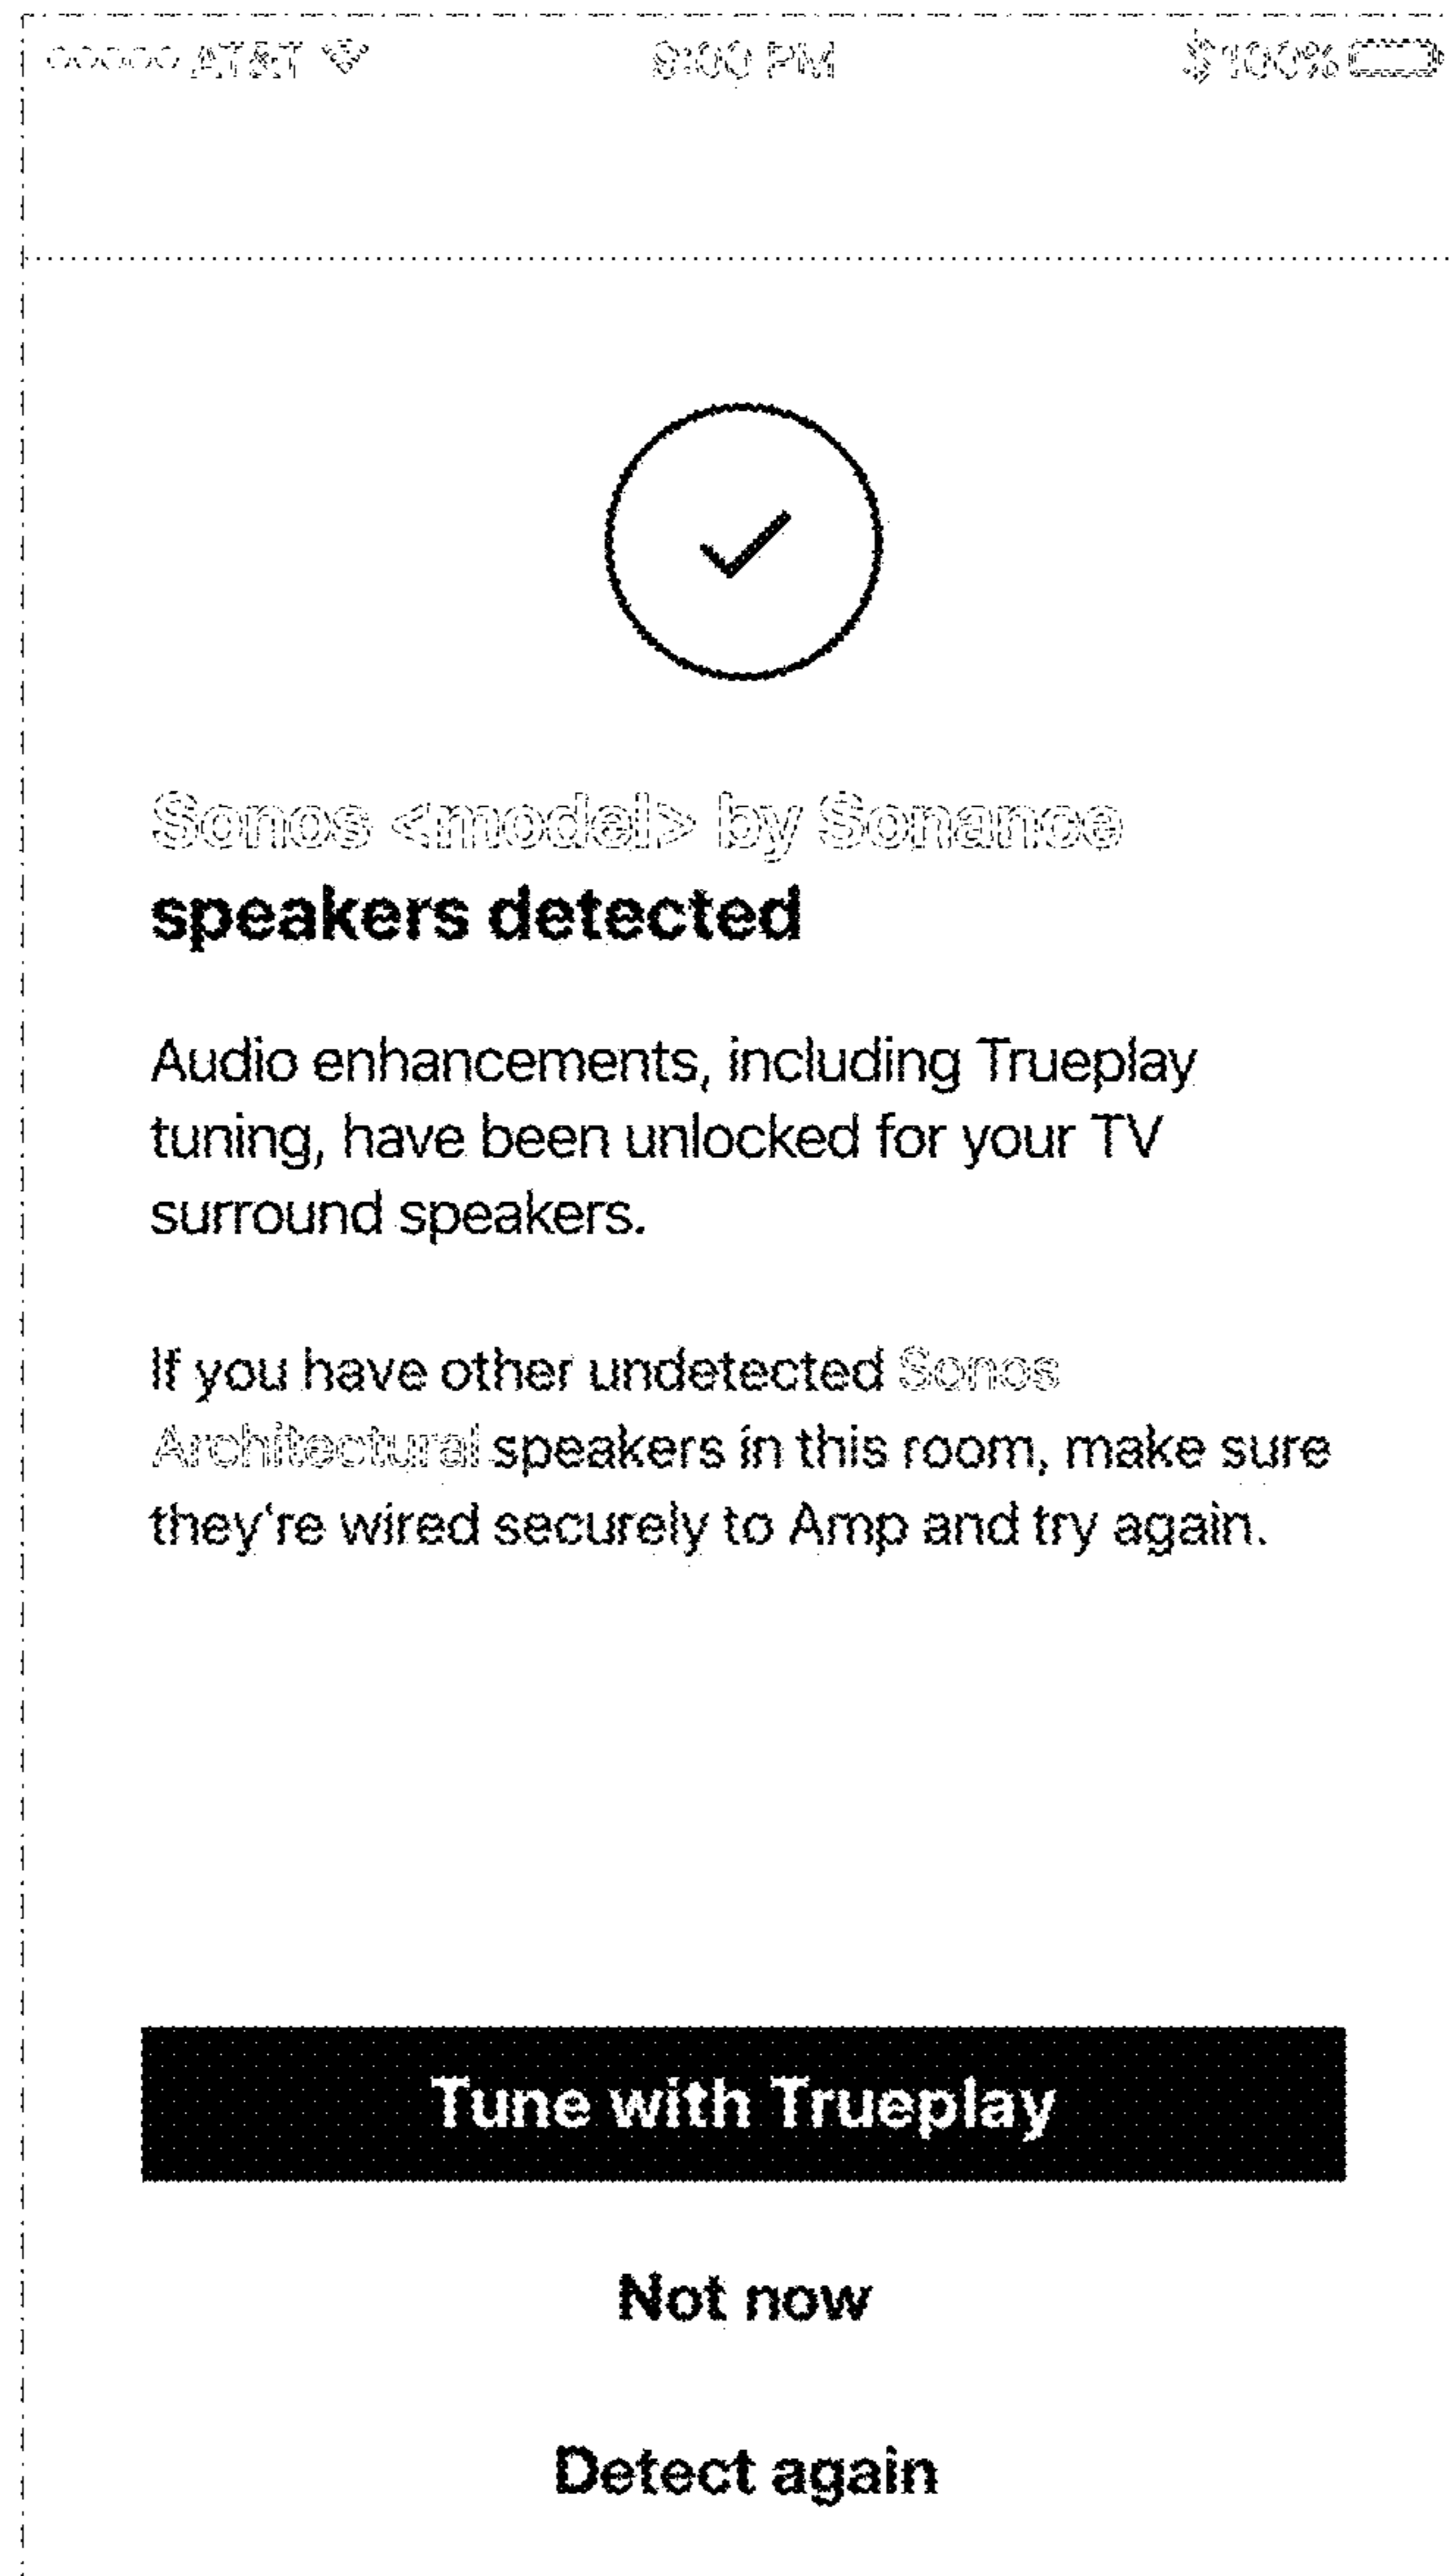 AT&T 9:00 PM 100%
Sonos <model> by Sonance
speakers detected
Audio enhancements, including Trueplay
tuning, have been unlocked for your TV
surround speakers.
If you have other undetected Sonos
Architectural speakers in this room, make sure
they're wired securely to Amp and try again.
Tune with Trueplay
Not now
Detect again